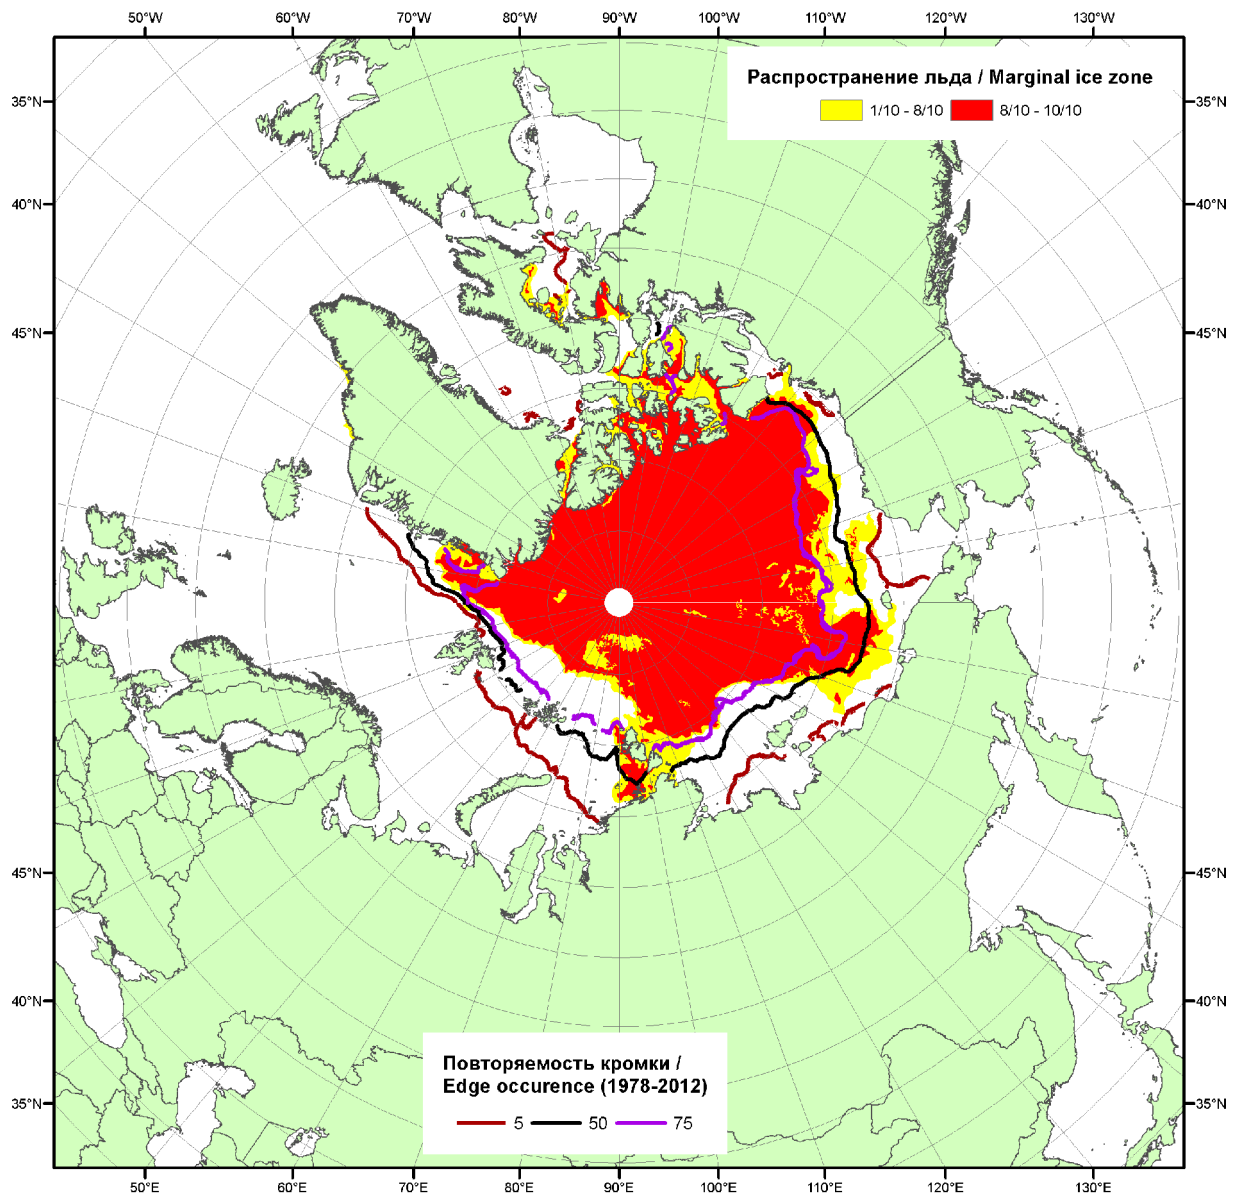 50°W 60°W 70°W 80°W 90°W 100°W 110°W 120°W 130°W
Распространение льда / Marginal ice zone
1/10 - 8/10 8/10 - 10/10
35°N 35°N
40°N 40°N
45°N 45°N
45°N 45°N
40°N 40°N
Повторяемость кромки /
Edge occurence (1978-2012)
35°N 35°N
5 50 75
50°E 60°E 70°E 80°E 90°E 100°E 110°E 120°E 130°E